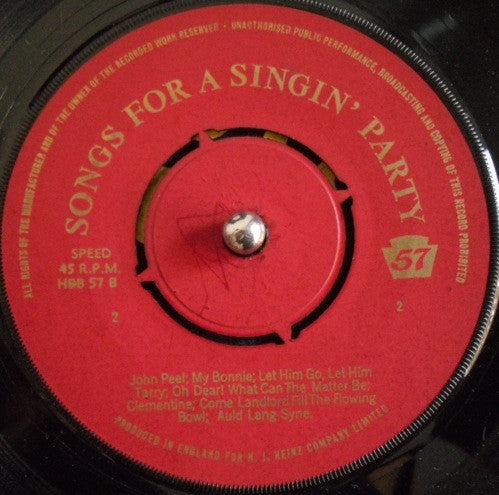 ALL RIGHTS OF THE MANUFACTURER AND OF THE OWNER OF THE RECORDED WORK RESERVED · UNAUTHORISED PUBLIC PERFORMANCE, BROADCASTING AND COPYING OF THIS RECORD PROHIBITED
SONGS FOR A SINGIN' PARTY
SPEED
45 R.P.M.
HBB 57 B
57
2
2
John Peel; My Bonnie; Let Him Go, Let Him
Tarry; Oh Dear! What Can The Matter Be;
Clementine; Come Landlord Fill The Flowing
Bowl; Auld Lang Syne.
PRODUCED IN ENGLAND FOR H. J. HEINZ COMPANY LIMITED